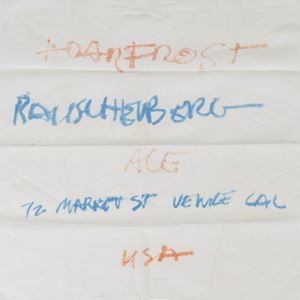 HOARFROST
RAUSCHENBERG
ACE
72 MARKET ST VENICE CAL
USA